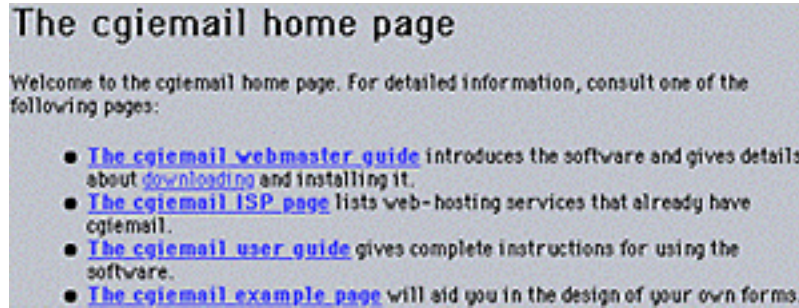 The cgiemail home page
Welcome to the cgiemail home page. For detailed information, consult one of the
following pages:
The cgiemail webmaster guide introduces the software and gives details
about downloading and installing it.
The cgiemail ISP page lists web-hosting services that already have
cgiemail.
The cgiemail user guide gives complete instructions for using the
software.
The cgiemail example page will aid you in the design of your own forms